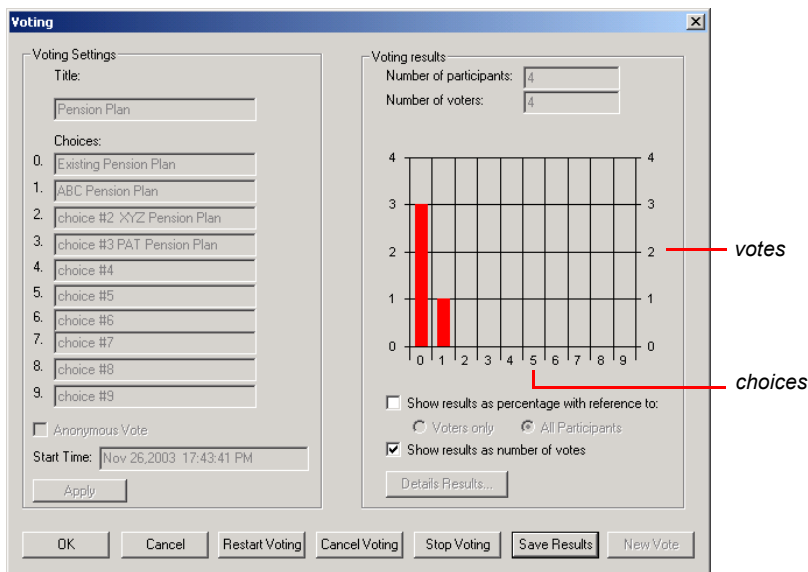 Voting
Voting Settings
Title:
Pension Plan
Choices:
0. Existing Pension Plan
1. ABC Pension Plan
2. choice #2 XYZ Pension Plan
3. choice #3 PAT Pension Plan
4. choice #4
5. choice #5
6. choice #6
7. choice #7
8. choice #8
9. choice #9
Anonymous Vote
Start Time: Nov 26,2003 17:43:41 PM
Apply
Voting results
Number of participants: 4
Number of voters: 4
4 4
3 3
2 2
1 1
0 0
0 1 2 3 4 5 6 7 8 9
votes
choices
Show results as percentage with reference to:
Voters only All Participants
Show results as number of votes
Details Results...
OK Cancel Restart Voting Cancel Voting Stop Voting Save Results New Vote